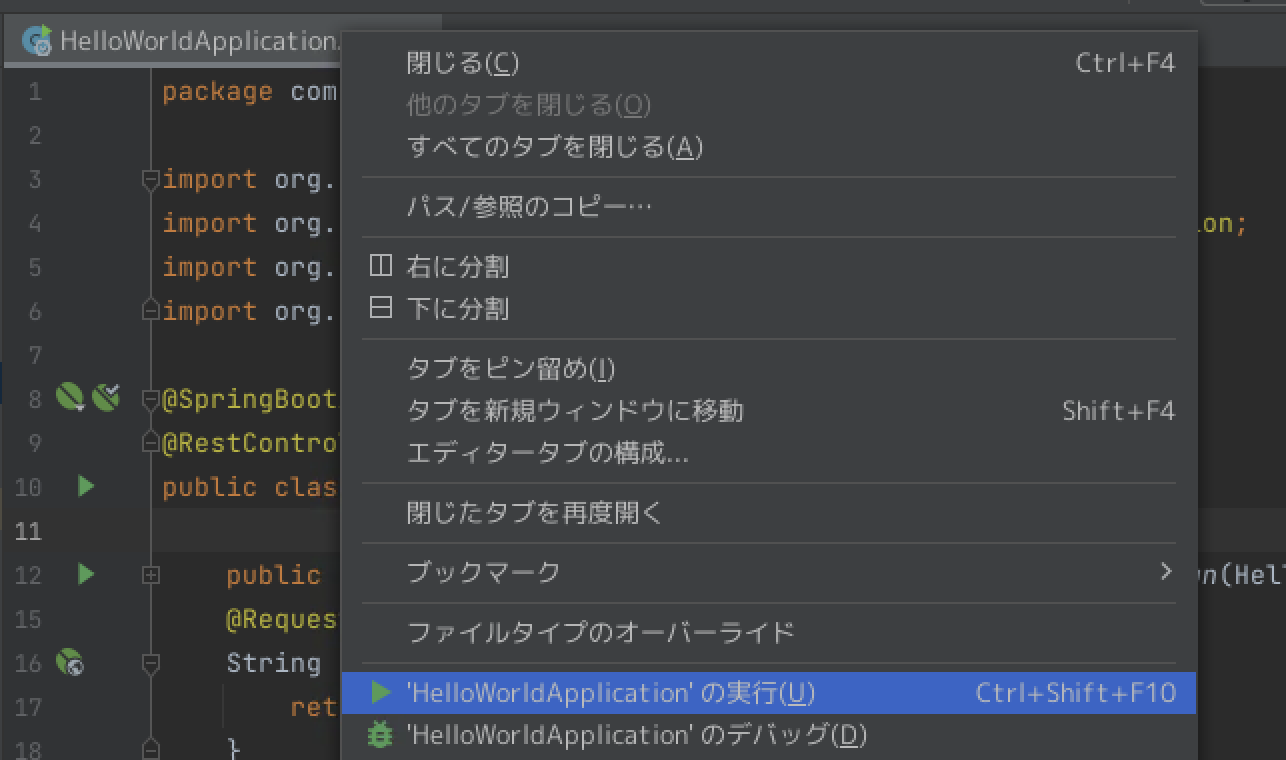 HelloWorldApplication.
閉じる(C) Ctrl+F4
他のタブを閉じる(O)
すべてのタブを閉じる(A)
パス/参照のコピー…
右に分割
下に分割
タブをピン留め(I)
タブを新規ウィンドウに移動 Shift+F4
エディタータブの構成...
閉じたタブを再度開く
ブックマーク
ファイルタイプのオーバーライド
'HelloWorldApplication' の実行(U) Ctrl+Shift+F10
'HelloWorldApplication' のデバッグ(D)
1 package com
2
3 import org.
4 import org. ion;
5 import org.
6 import org.
7
8 @SpringBoot
9 @RestContro
10 public clas
11
12 public n(Hel
15 @Reques
16 String
17 ret
18 }